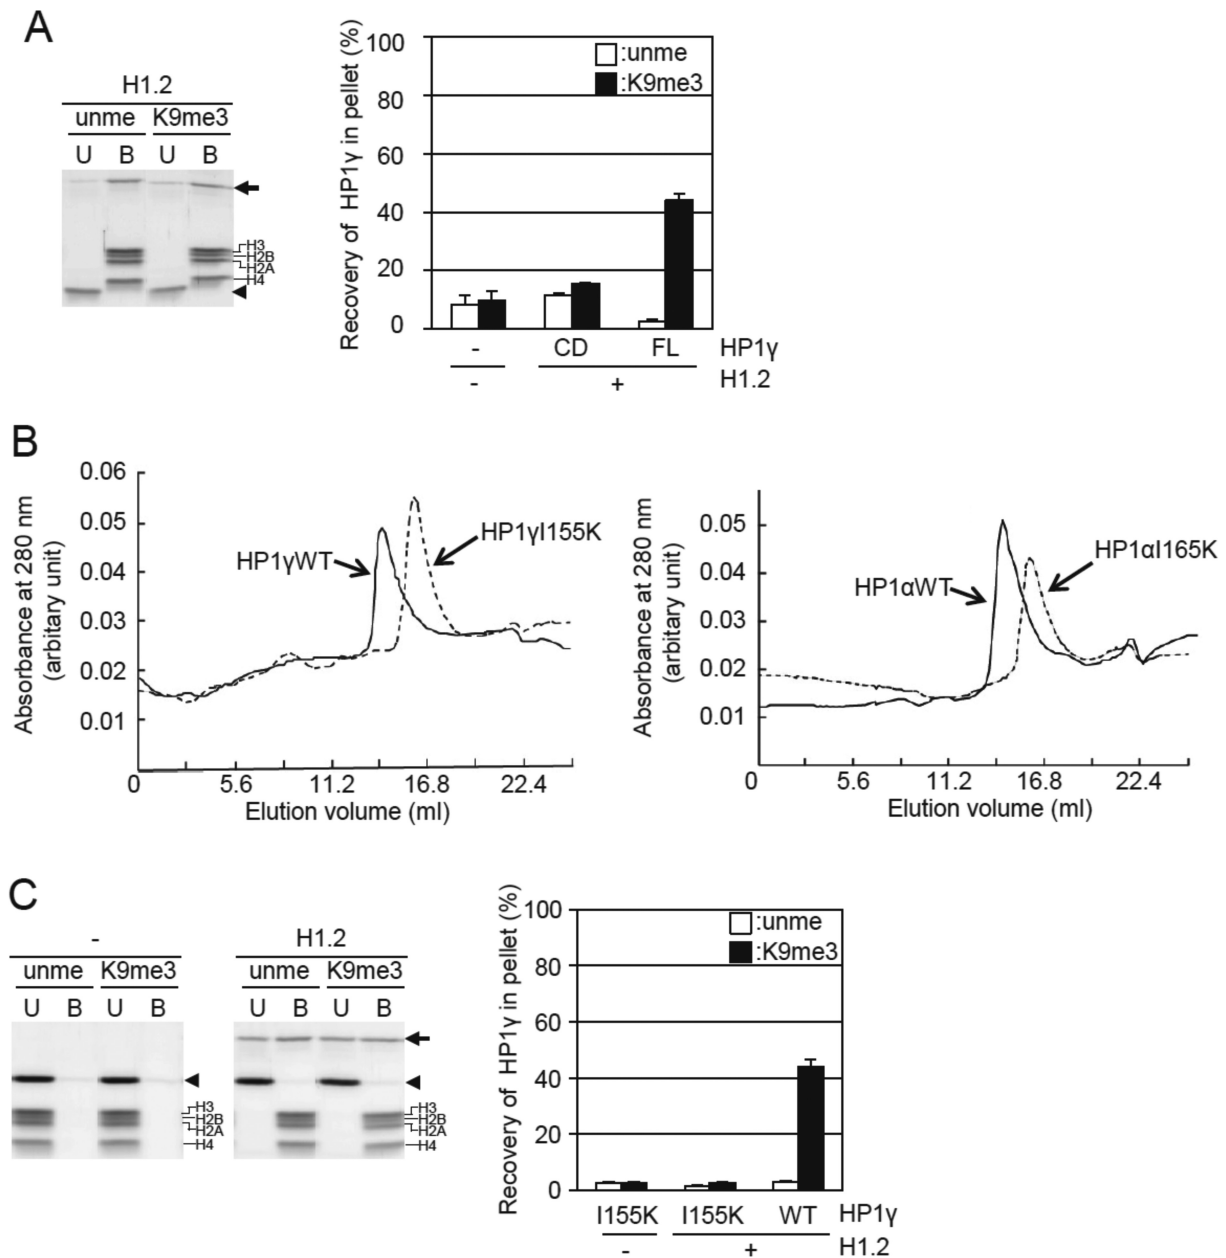 A
H1.2
unme K9me3
U B U B
H3
H2B
H2A
H4
Recovery of HP1γ in pellet (%)
100
80
60
40
20
0
:unme
:K9me3
- CD FL HP1γ
- + H1.2
B
Absorbance at 280 nm
(arbitary unit)
0.06
0.05
0.04
0.03
0.02
0.01
HP1γWT
HP1γI155K
0 5.6 11.2 16.8 22.4
Elution volume (ml)
Absorbance at 280 nm
(arbitary unit)
0.05
0.04
0.03
0.02
0.01
HP1αWT
HP1αI165K
0 5.6 11.2 16.8 22.4
Elution volume (ml)
C
-
unme K9me3
U B U B
H3
H2B
H2A
H4
H1.2
unme K9me3
U B U B
H3
H2B
H2A
H4
Recovery of HP1γ in pellet (%)
100
80
60
40
20
0
:unme
:K9me3
I155K I155K WT HP1γ
- + H1.2